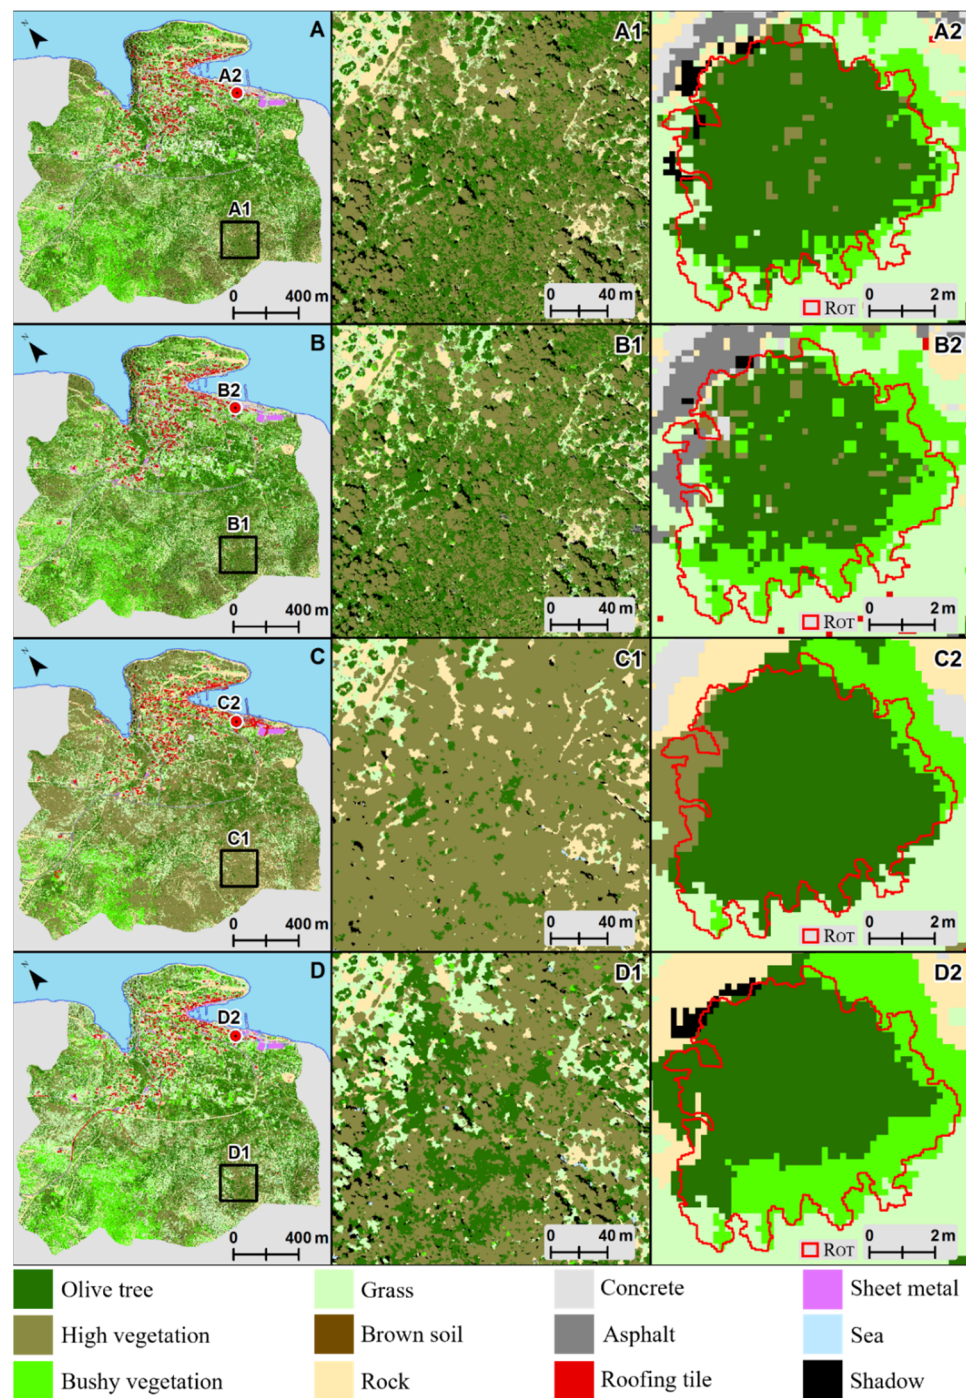 A
A2
A1
0 400 m
A1
0 40 m
A2
ROT
0 2 m
B
B2
B1
0 400 m
B1
0 40 m
B2
ROT
0 2 m
C
C2
C1
0 400 m
C1
0 40 m
C2
ROT
0 2 m
D
D2
D1
0 400 m
D1
0 40 m
D2
ROT
0 2 m
Olive tree
Grass
Concrete
Sheet metal
High vegetation
Brown soil
Asphalt
Sea
Bushy vegetation
Rock
Roofing tile
Shadow